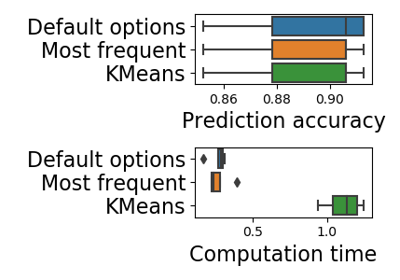 Default options
Most frequent
KMeans
0.86 0.88 0.90
Prediction accuracy
Default options
Most frequent
KMeans
0.5 1.0
Computation time